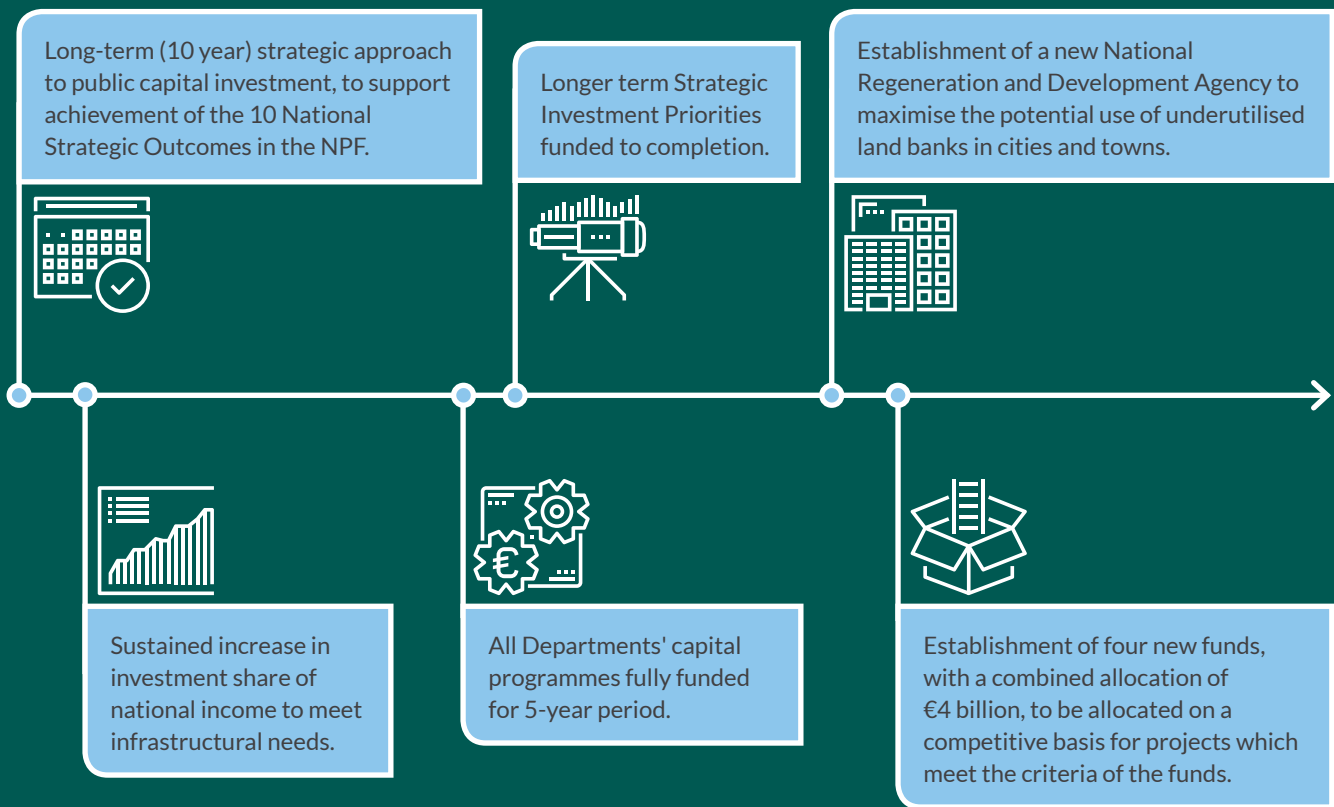 Long-term (10 year) strategic approach
to public capital investment, to support
achievement of the 10 National
Strategic Outcomes in the NPF.
Longer term Strategic
Investment Priorities
funded to completion.
Establishment of a new National
Regeneration and Development Agency to
maximise the potential use of underutilised
land banks in cities and towns.
€
Sustained increase in
investment share of
national income to meet
infrastructural needs.
All Departments' capital
programmes fully funded
for 5-year period.
Establishment of four new funds,
with a combined allocation of
€4 billion, to be allocated on a
competitive basis for projects which
meet the criteria of the funds.